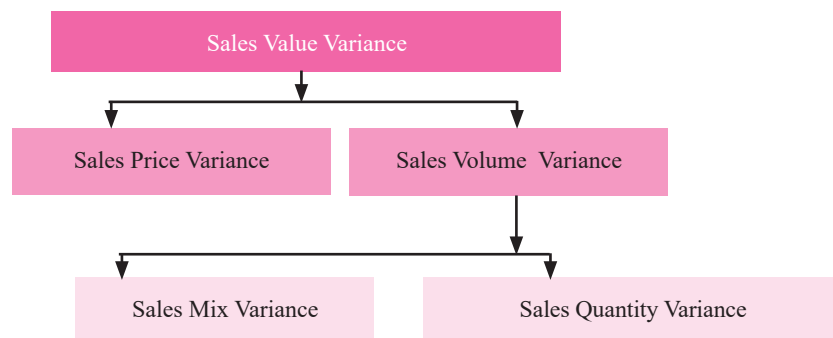 Sales Value Variance
Sales Price Variance
Sales Volume Variance
Sales Mix Variance
Sales Quantity Variance